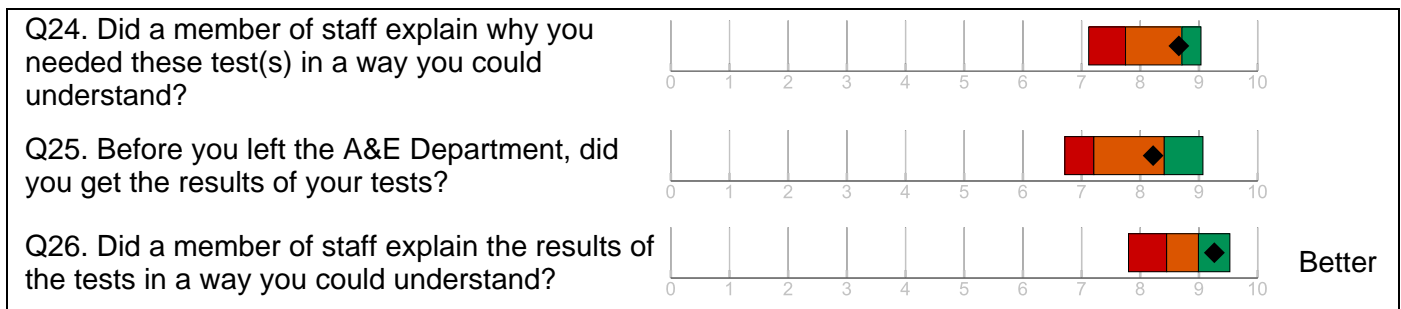 Q24. Did a member of staff explain why you
needed these test(s) in a way you could
understand?
0 1 2 3 4 5 6 7 8 9 10
Q25. Before you left the A&E Department, did
you get the results of your tests?
0 1 2 3 4 5 6 7 8 9 10
Q26. Did a member of staff explain the results of
the tests in a way you could understand?
0 1 2 3 4 5 6 7 8 9 10
Better